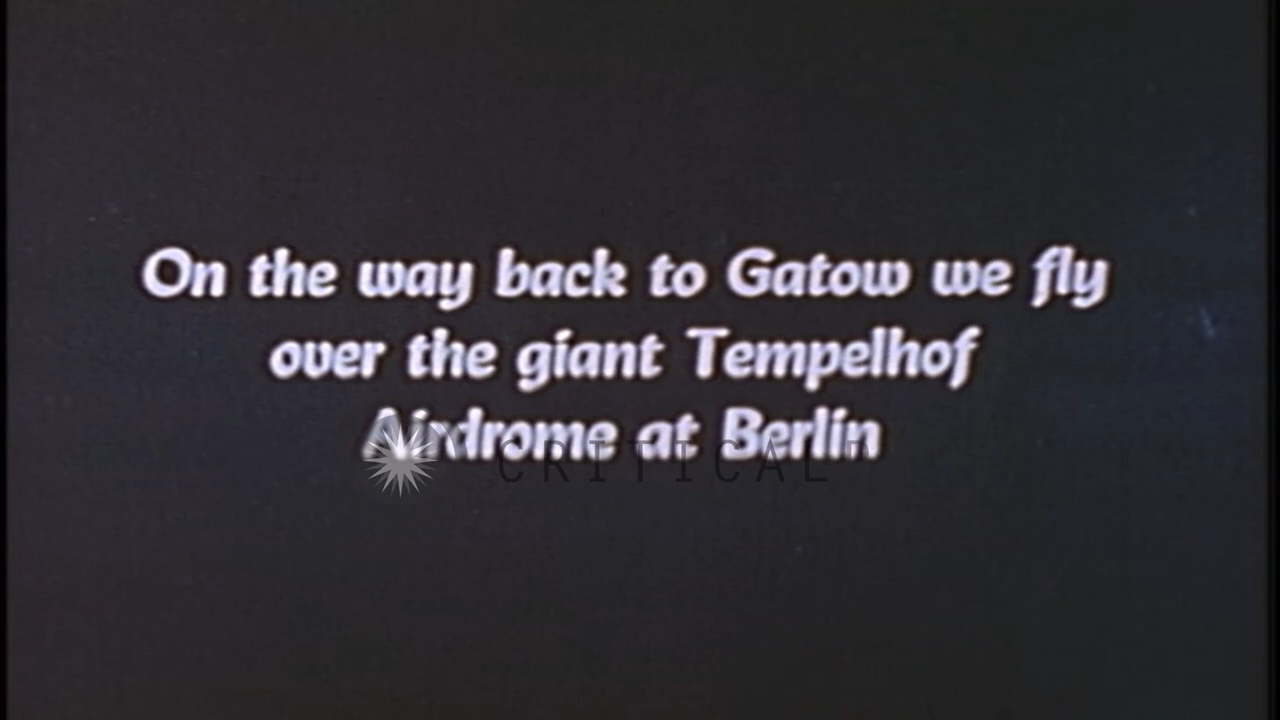 On the way back to Gatow we fly
over the giant Tempelhof
Airdrome at Berlin
CRITICAL